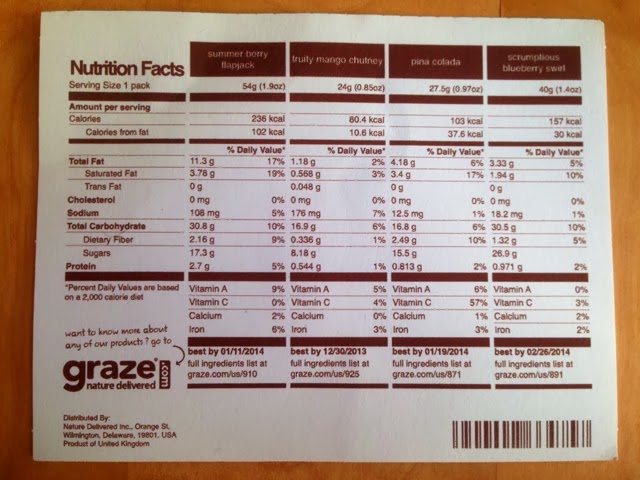 Nutrition Facts summer berry flapjack fruity mango chutney pina colada scrumptious blueberry swirl
Serving Size 1 pack 54g (1.9oz) 24g (0.85oz) 27.5g (0.97oz) 40g (1.4oz)
Amount per serving
Calories 236 kcal 80.4 kcal 103 kcal 157 kcal
Calories from fat 102 kcal 10.6 kcal 37.6 kcal 30 kcal
% Daily Value* % Daily Value* % Daily Value* % Daily Value*
Total Fat 11.3 g 17% 1.18 g 2% 4.18 g 6% 3.33 g 5%
Saturated Fat 3.78 g 19% 0.568 g 3% 3.4 g 17% 1.94 g 10%
Trans Fat 0 g 0.048 g 0 g 0 g
Cholesterol 0 mg 0% 0 mg 0% 0 mg 0% 0 mg 0%
Sodium 108 mg 5% 176 mg 7% 12.5 mg 1% 18.2 mg 1%
Total Carbohydrate 30.8 g 10% 16.9 g 6% 16.8 g 6% 30.5 g 10%
Dietary Fiber 2.16 g 9% 0.336 g 1% 2.49 g 10% 1.32 g 5%
Sugars 17.3 g 8.18 g 15.5 g 26.9 g
Protein 2.7 g 5% 0.544 g 1% 0.813 g 2% 0.971 g 2%
*Percent Daily Values are based
on a 2,000 calorie diet
Vitamin A 9% Vitamin A 5% Vitamin A 6% Vitamin A 0%
Vitamin C 0% Vitamin C 4% Vitamin C 57% Vitamin C 3%
Calcium 2% Calcium 0% Calcium 1% Calcium 2%
Iron 6% Iron 3% Iron 3% Iron 2%
want to know more about
any of our products? go to
graze.com
nature delivered
best by 01/11/2014 best by 12/30/2013 best by 01/19/2014 best by 02/26/2014
full ingredients list at full ingredients list at full ingredients list at full ingredients list at
graze.com/us/910 graze.com/us/925 graze.com/us/871 graze.com/us/891
Distributed By:
Nature Delivered Inc., Orange St,
Wilmington, Delaware, 19801, USA
Product of United Kingdom